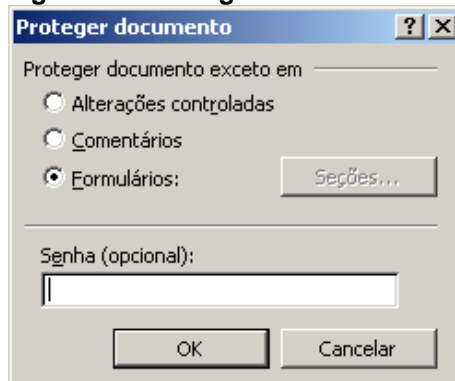 Proteger documento
Proteger documento exceto em
Alterações controladas
Comentários
Formulários:
Seções...
Senha (opcional):
OK
Cancelar